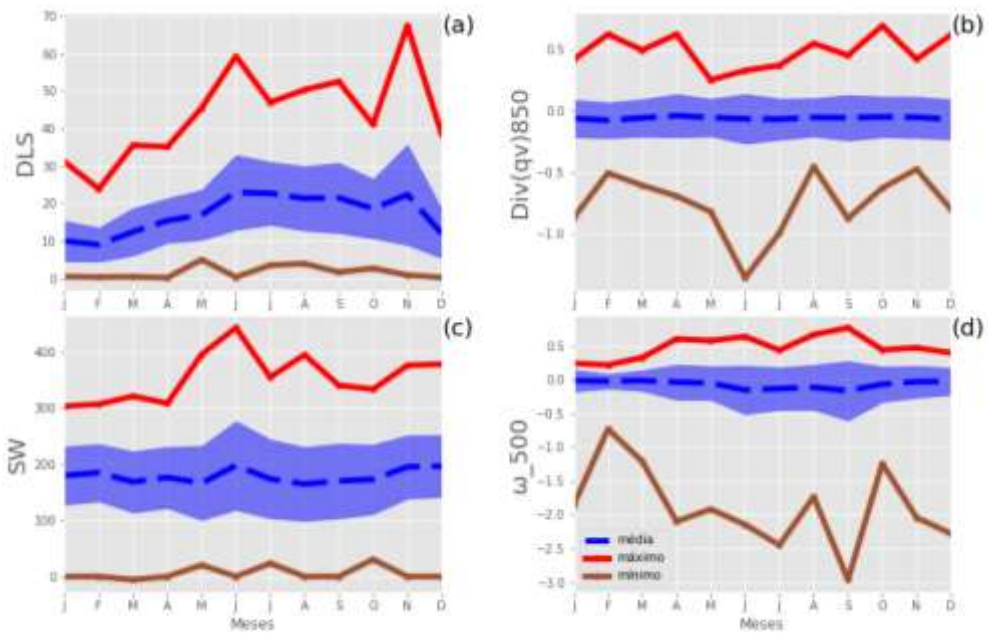 (a)
DLS
70
60
50
40
30
20
10
0
J F M A M J J A S O N D
(b)
Div(qv)850
0.5
0.0
−0.5
−1.0
J F M A M J J A S O N D
(c)
SW
400
300
200
100
0
J F M A M J J A S O N D
Meses
(d)
ω_500
0.5
0.0
−0.5
−1.0
−1.5
−2.0
−2.5
−3.0
média
máximo
mínimo
J F M A M J J A S O N D
Meses